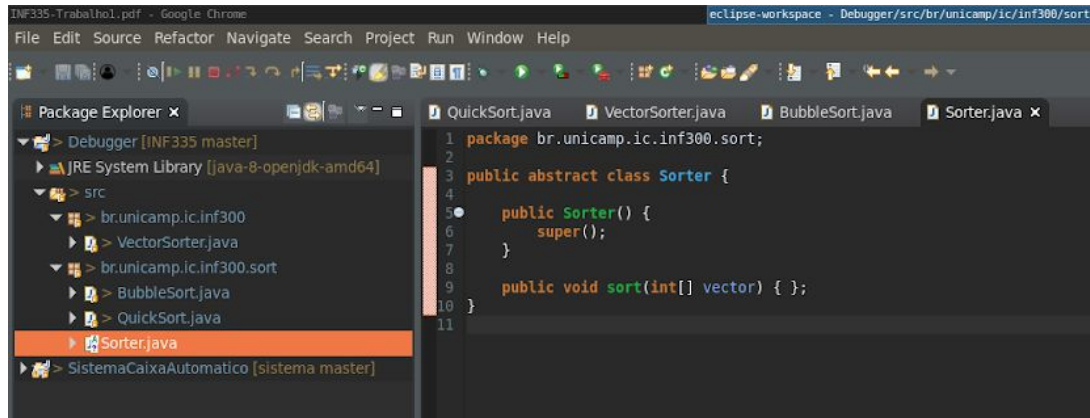 INF335-Trabalho1.pdf - Google Chrome
eclipse-workspace - Debugger/src/br/unicamp/ic/inf300/sort
File Edit Source Refactor Navigate Search Project Run Window Help
Package Explorer
QuickSort.java
VectorSorter.java
BubbleSort.java
Sorter.java
> Debugger [INF335 master]
JRE System Library [java-8-openjdk-amd64]
> src
> br.unicamp.ic.inf300
> VectorSorter.java
> br.unicamp.ic.inf300.sort
> BubbleSort.java
> QuickSort.java
Sorter.java
> SistemaCaixaAutomatico [sistema master]
1 package br.unicamp.ic.inf300.sort;
2
3 public abstract class Sorter {
4
5 public Sorter() {
6 super();
7 }
8
9 public void sort(int[] vector) { };
10 }
11